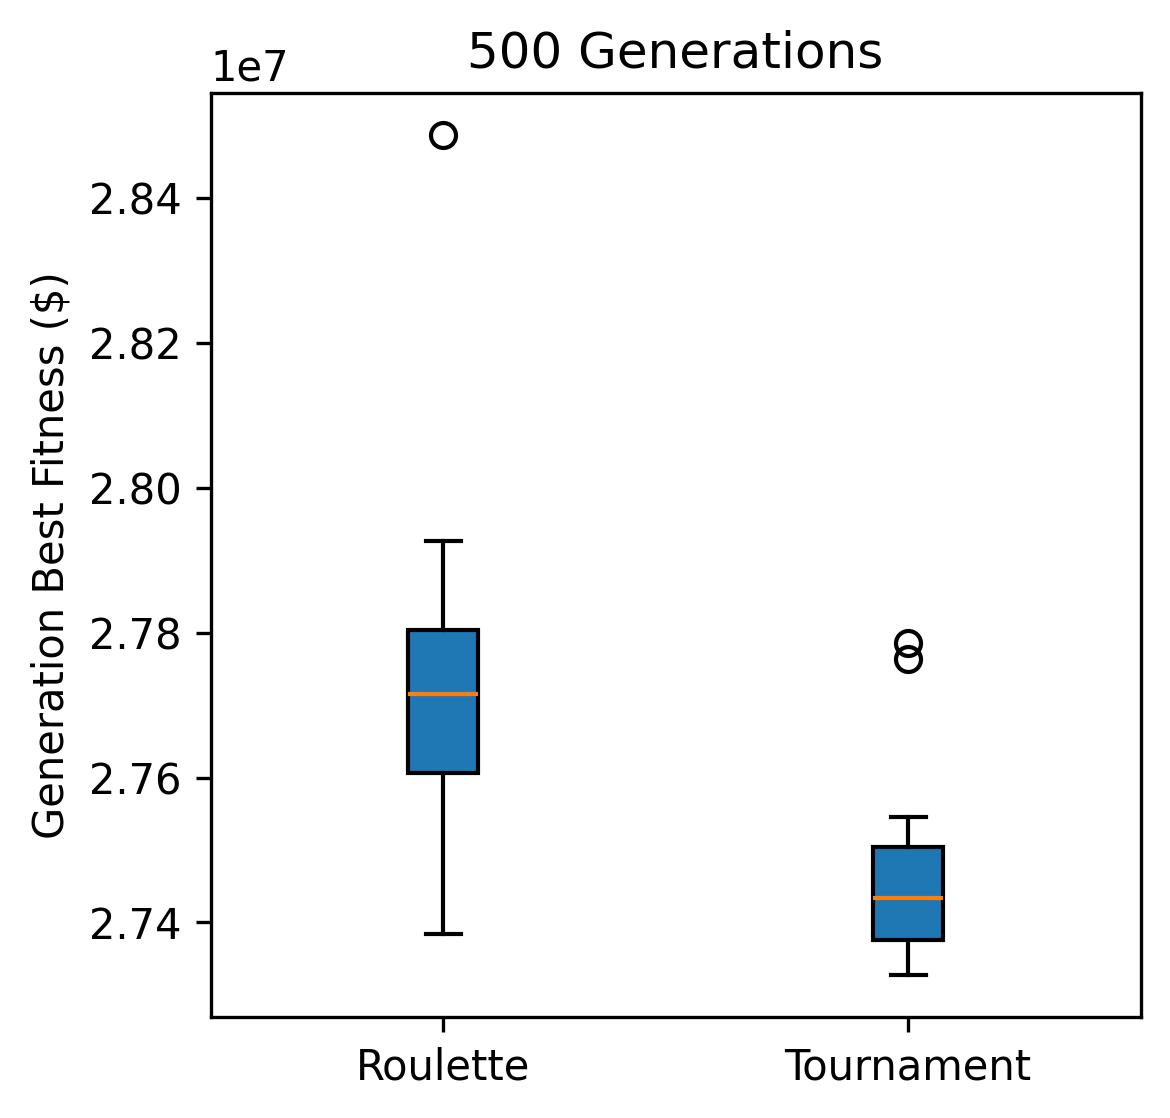 500 Generations
1e7
Generation Best Fitness ($)
2.84
2.82
2.80
2.78
2.76
2.74
Roulette
Tournament